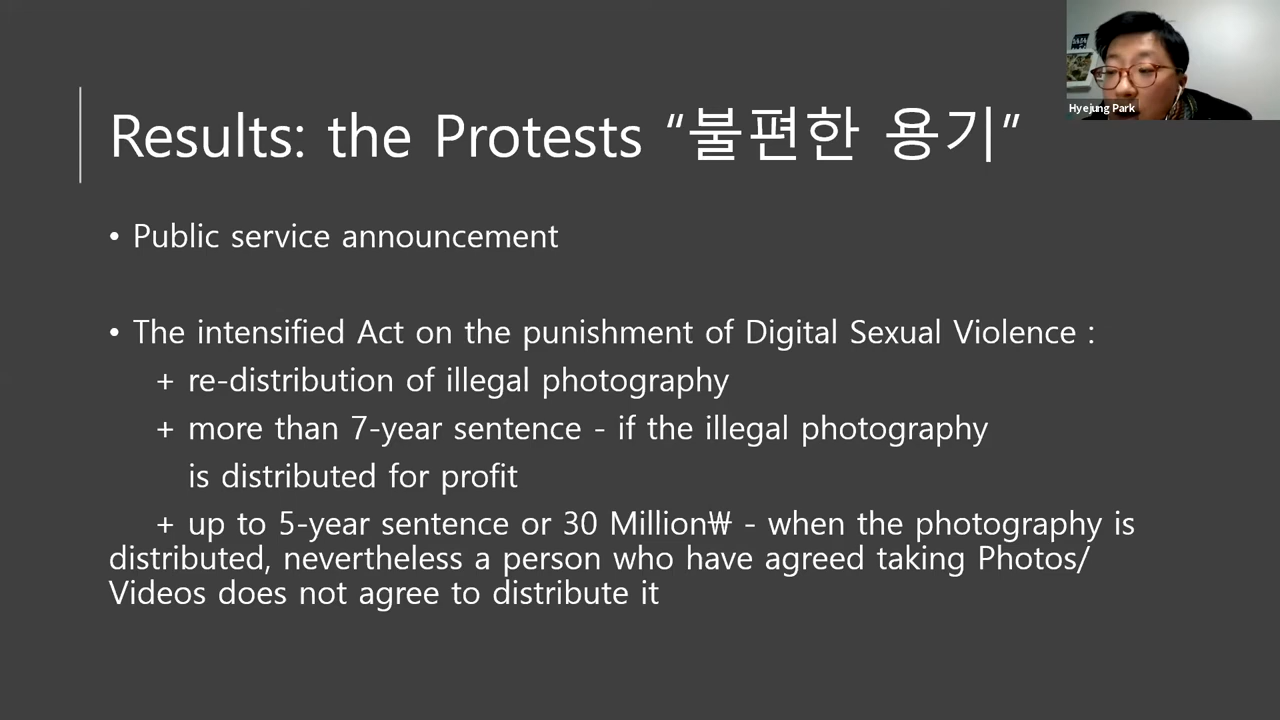 Hyejung Park
Results: the Protests “불편한 용기”
• Public service announcement
• The intensified Act on the punishment of Digital Sexual Violence :
+ re-distribution of illegal photography
+ more than 7-year sentence - if the illegal photography
is distributed for profit
+ up to 5-year sentence or 30 Million₩ - when the photography is
distributed, nevertheless a person who have agreed taking Photos/
Videos does not agree to distribute it